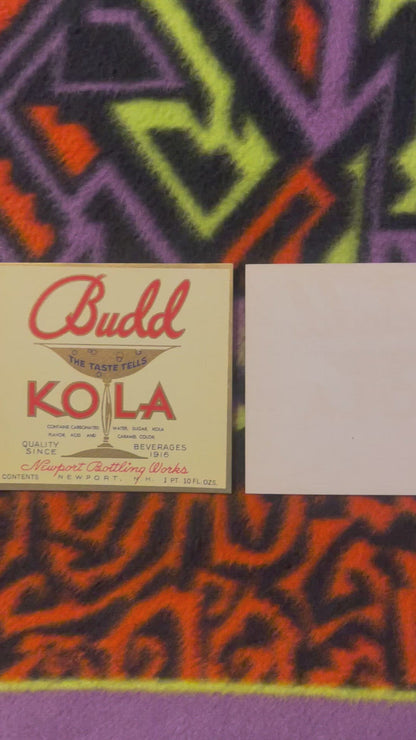 Budd
THE TASTE TELLS
KOLA
CONTAINS CARBONATED WATER, SUGAR, KOLA
FLAVOR, ACID AND CARAMEL COLOR
QUALITY BEVERAGES
SINCE 1916
Newport Bottling Works
CONTENTS NEWPORT, N.H. 1 PT. 10 FL. OZS.